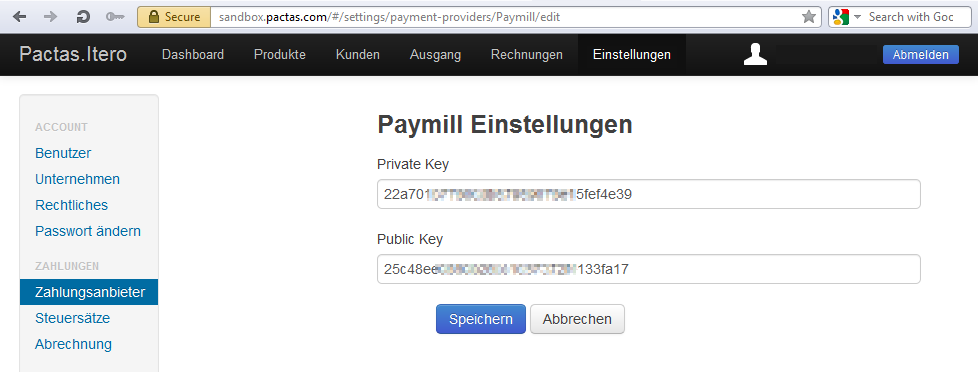 Secure sandbox.pactas.com/#/settings/payment-providers/Paymill/edit Search with Goc
Pactas.Itero Dashboard Produkte Kunden Ausgang Rechnungen Einstellungen Abmelden
ACCOUNT
Benutzer
Unternehmen
Rechtliches
Passwort ändern
ZAHLUNGEN
Zahlungsanbieter
Steuersätze
Abrechnung
Paymill Einstellungen
Private Key
22a701 5fef4e39
Public Key
25c48ee 133fa17
Speichern Abbrechen